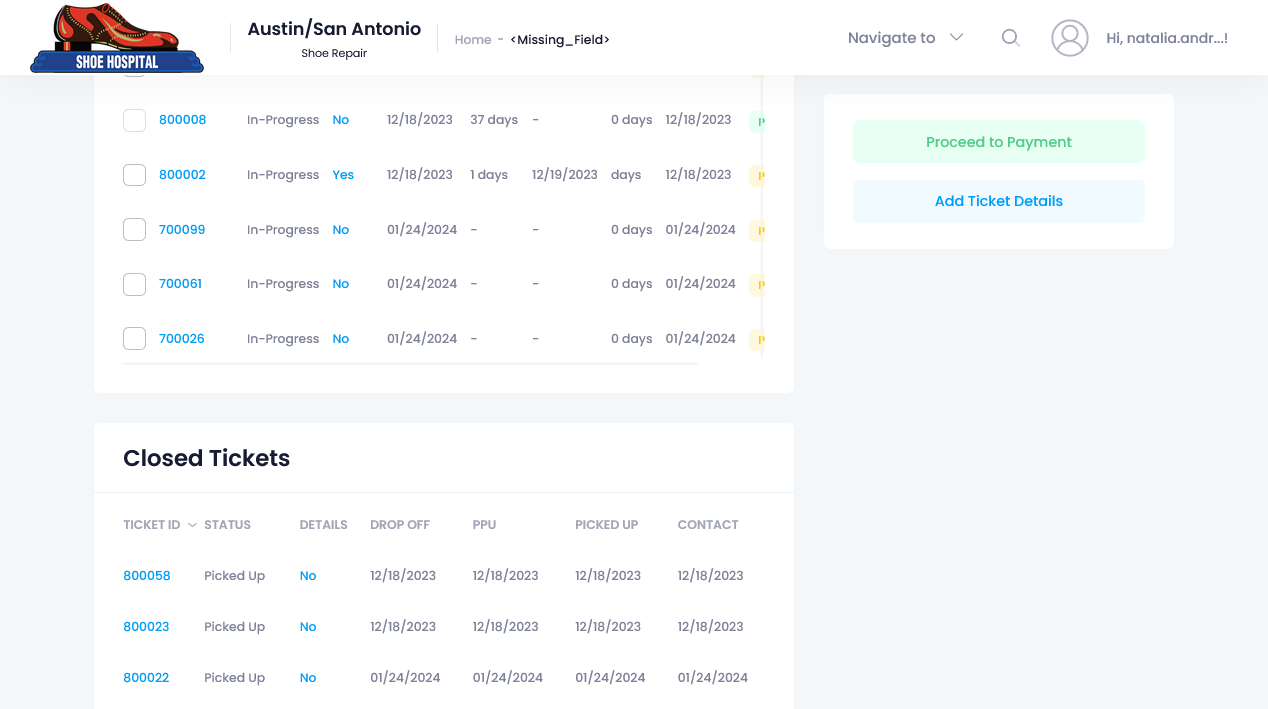 SHOE HOSPITAL
Austin/San Antonio
Shoe Repair
Home - <Missing_Field>
Navigate to
Hi, natalia.andr...!
800008 In-Progress No 12/18/2023 37 days - 0 days 12/18/2023 P
800002 In-Progress Yes 12/18/2023 1 days 12/19/2023 days 12/18/2023 P
700099 In-Progress No 01/24/2024 - - 0 days 01/24/2024 P
700061 In-Progress No 01/24/2024 - - 0 days 01/24/2024 P
700026 In-Progress No 01/24/2024 - - 0 days 01/24/2024 P
Proceed to Payment
Add Ticket Details
Closed Tickets
TICKET ID STATUS DETAILS DROP OFF PPU PICKED UP CONTACT
800058 Picked Up No 12/18/2023 12/18/2023 12/18/2023 12/18/2023
800023 Picked Up No 12/18/2023 12/18/2023 12/18/2023 12/18/2023
800022 Picked Up No 01/24/2024 01/24/2024 01/24/2024 01/24/2024